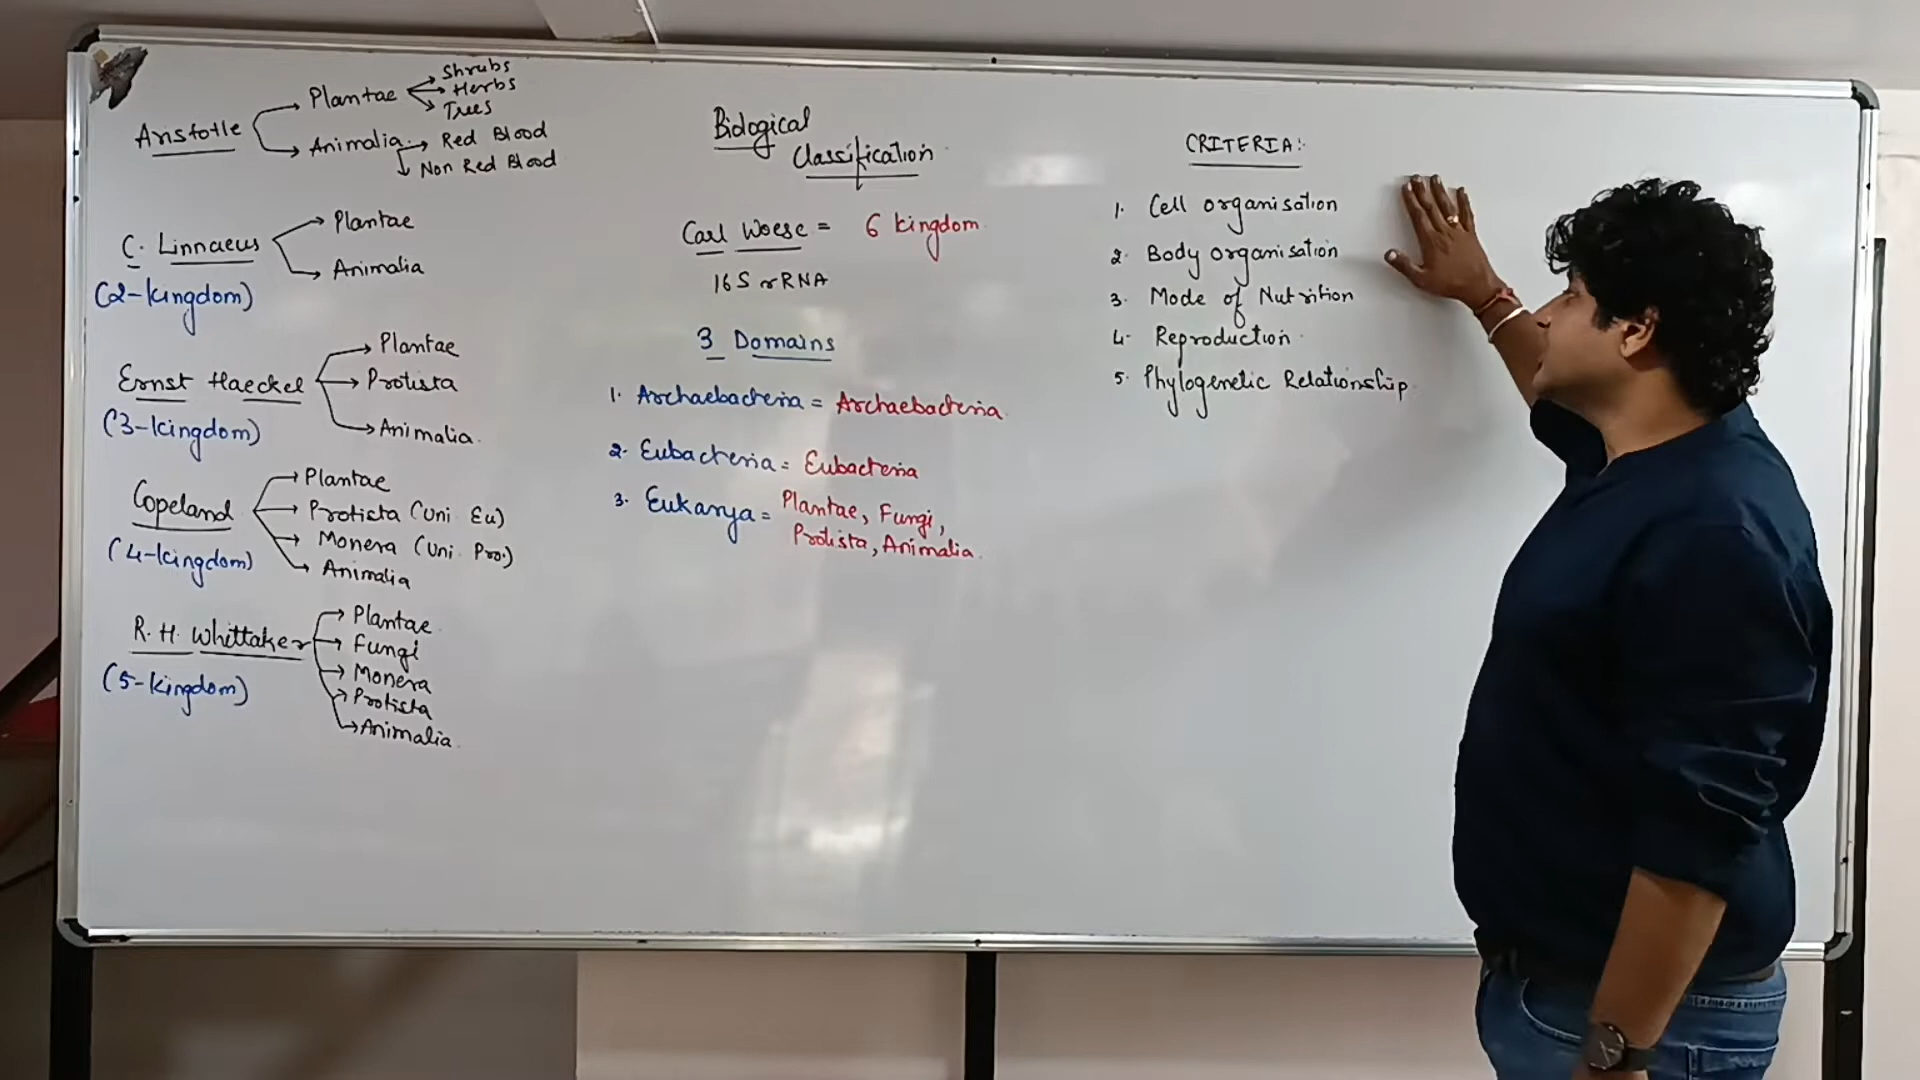 Aristotle
Plantae
Shrubs
Herbs
Trees
Animalia
Red Blood
Non Red Blood
C. Linnaeus
(2-kingdom)
Plantae
Animalia
Ernst Haeckel
(3-kingdom)
Plantae
Protista
Animalia.
Copeland
(4-kingdom)
Plantae
Protista (Uni. Eu)
Monera (Uni. Pro.)
Animalia
R. H. Whittaker
(5-kingdom)
Plantae
Fungi
Monera
Protista
Animalia.
Biological
Classification
Carl Woese = 6 kingdom
16S rRNA
3 Domains
1. Archaebacteria = Archaebacteria
2. Eubacteria = Eubacteria
3. Eukarya = Plantae, Fungi,
Protista, Animalia.
CRITERIA:-
1. Cell organisation
2. Body organisation
3. Mode of Nutrition
4. Reproduction
5. Phylogenetic Relationship